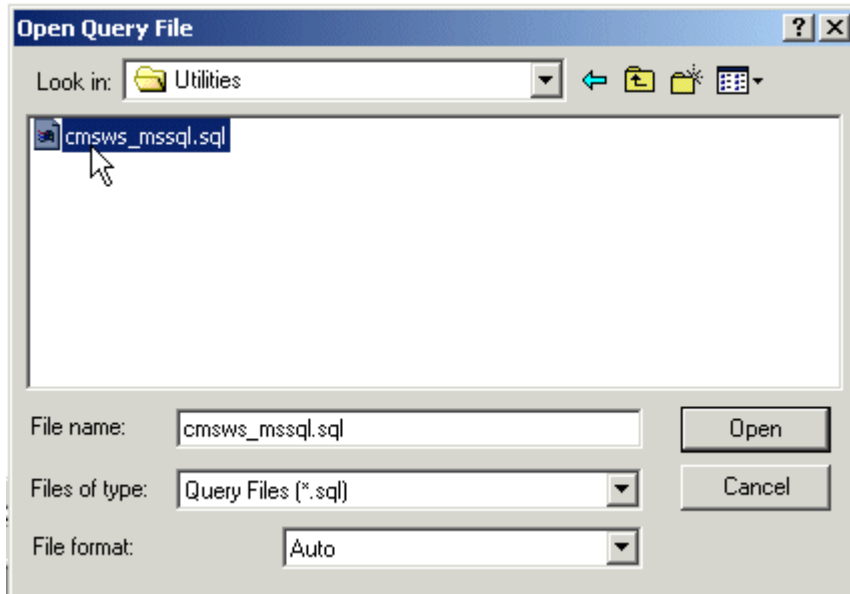 Open Query File
Look in: Utilities
cmsws_mssql.sql
File name: cmsws_mssql.sql Open
Files of type: Query Files (*.sql) Cancel
File format: Auto